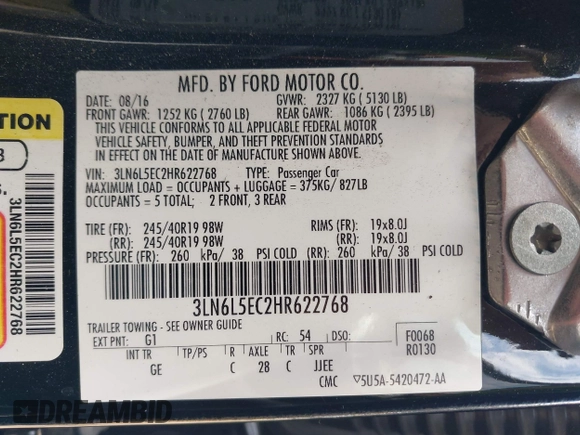 MFD. BY FORD MOTOR CO.
DATE: 08/16 GVWR: 2327 KG ( 5130 LB)
FRONT GAWR: 1252 KG ( 2760 LB) REAR GAWR: 1086 KG ( 2395 LB)
THIS VEHICLE CONFORMS TO ALL APPLICABLE FEDERAL MOTOR
VEHICLE SAFETY, BUMPER, AND THEFT PREVENTION STANDARDS
IN EFFECT ON THE DATE OF MANUFACTURE SHOWN ABOVE.
VIN: 3LN6L5EC2HR622768 TYPE: Passenger Car
MAXIMUM LOAD = OCCUPANTS + LUGGAGE = 375KG/ 827LB
OCCUPANTS = 5 TOTAL; 2 FRONT, 3 REAR
TIRE (FR): 245/40R19 98W RIMS (FR): 19x8.0J
(RR): 245/40R19 98W (RR): 19x8.0J
PRESSURE (FR): 260 kPa/ 38 PSI COLD (RR): 260 kPa/ 38 PSI COLD
3LN6L5EC2HR622768
TRAILER TOWING - SEE OWNER GUIDE
EXT PNT: G1 RC: 54 DSO: F0068
R0130
INT TR TP/PS R AXLE TR SPR
GE C 28 C JJEE
CMC ▽5U5A-5420472-AA
TION
3
S.
3LN6L5EC2HR622768
DREAMBID